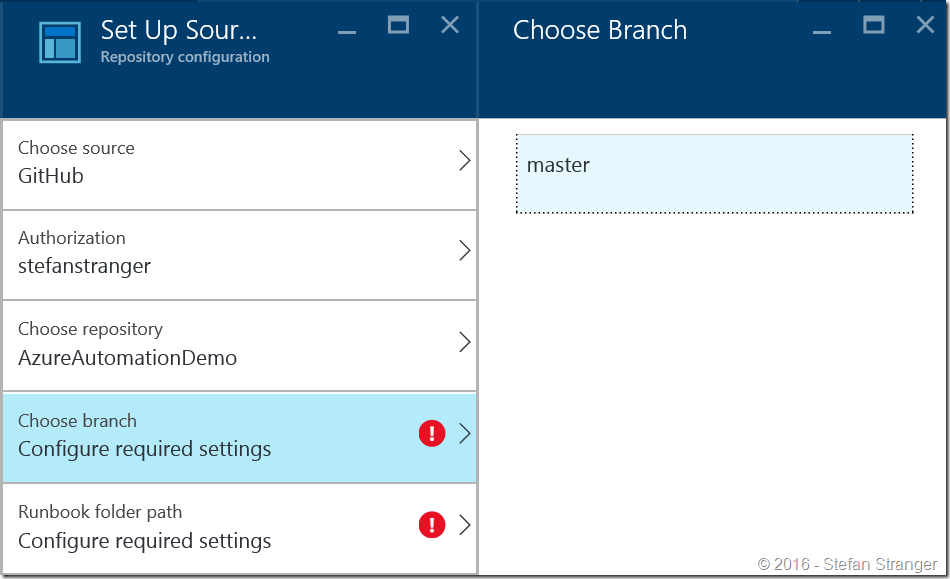 Set Up Sour...
Repository configuration
Choose source
GitHub
Authorization
stefanstranger
Choose repository
AzureAutomationDemo
Choose branch
Configure required settings
Runbook folder path
Configure required settings
Choose Branch
master
© 2016 - Stefan Stranger